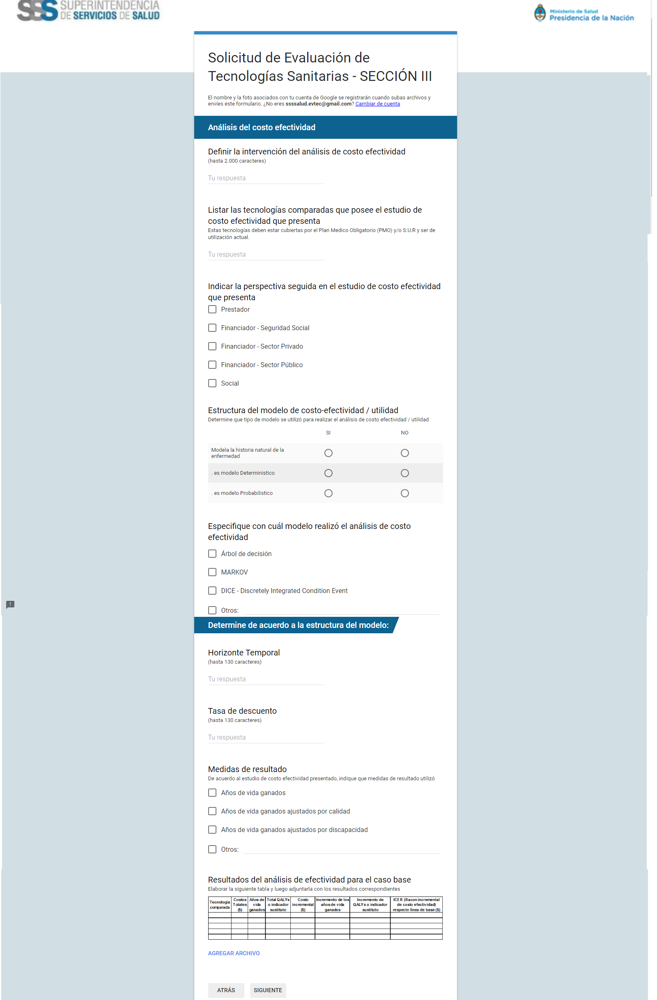 SSS SUPERINTENDENCIA
DE SERVICIOS DE SALUD
Ministerio de Salud
Presidencia de la Nación
Solicitud de Evaluación de
Tecnologías Sanitarias - SECCIÓN III
El nombre y la foto asociados con tu cuenta de Google se registrarán cuando subas archivos y
envíes este formulario. ¿No eres ssssalud.evtec@gmail.com? Cambiar de cuenta
Análisis del costo efectividad
Definir la intervención del análisis de costo efectividad
(hasta 2.000 caracteres)
Tu respuesta
Listar las tecnologías comparadas que posee el estudio de
costo efectividad que presenta
Estas tecnologías deben estar cubiertas por el Plan Medico Obligatorio (PMO) y/o S.U.R y ser de
utilización actual.
Tu respuesta
Indicar la perspectiva seguida en el estudio de costo efectividad
que presenta
Prestador
Financiador - Seguridad Social
Financiador - Sector Privado
Financiador - Sector Público
Social
Estructura del modelo de costo-efectividad / utilidad
Determine que tipo de modelo se utilizó para realizar el análisis de costo efectividad / utilidad
SI NO
Modela la historia natural de la
enfermedad
. es modelo Deterministico
. es modelo Probabilistico
Especifique con cuál modelo realizó el análisis de costo
efectividad
Árbol de decisión
MARKOV
DICE - Discretely Integrated Condition Event
Otros:
Determine de acuerdo a la estructura del modelo:
Horizonte Temporal
(hasta 130 caracteres)
Tu respuesta
Tasa de descuento
(hasta 130 caracteres)
Tu respuesta
Medidas de resultado
De acuerdo al estudio de costo efectividad presentado, indique que medidas de resultado utilizó
Años de vida ganados
Años de vida ganados ajustados por calidad
Años de vida ganados ajustados por discapacidad
Otros:
Resultados del análisis de efectividad para el caso base
Elaborar la siguiente tabla y luego adjuntarla con los resultados correspondientes
Tecnologia
comparada
Costos
Totales
($)
Años de
vida
ganados
Total QALYs
o indicador
sustituto
Costo
incremental
($)
Incremento de los
años de vida
ganados
Incremento de
QALYs o indicador
sustituto
ICER (Razon incremental
de costo efectividad)
respecto linea de base ($)
AGREGAR ARCHIVO
ATRÁS SIGUIENTE